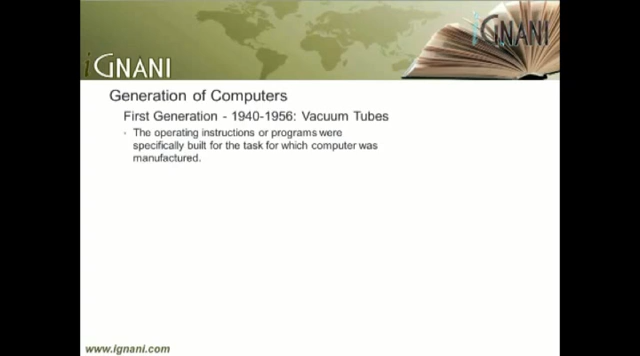 iGNANI
iGNANI
Generation of Computers
First Generation - 1940-1956: Vacuum Tubes
• The operating instructions or programs were
specifically built for the task for which computer was
manufactured.
www.ignani.com